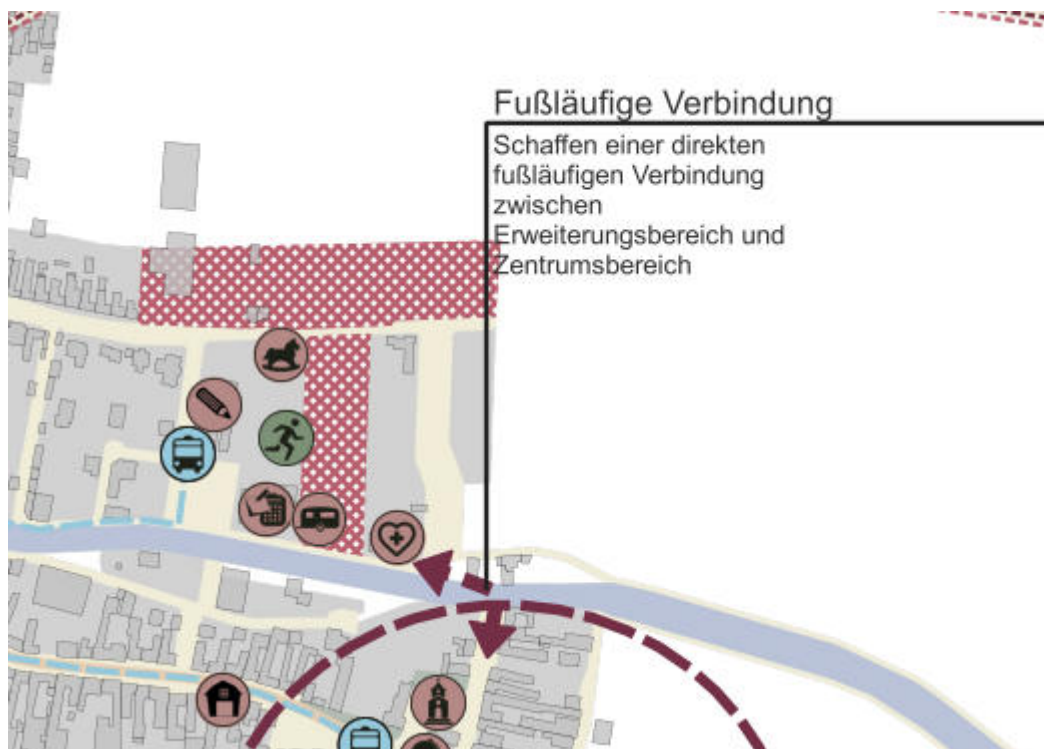 Fußläufige Verbindung
Schaffen einer direkten
fußläufigen Verbindung
zwischen
Erweiterungsbereich und
Zentrumsbereich